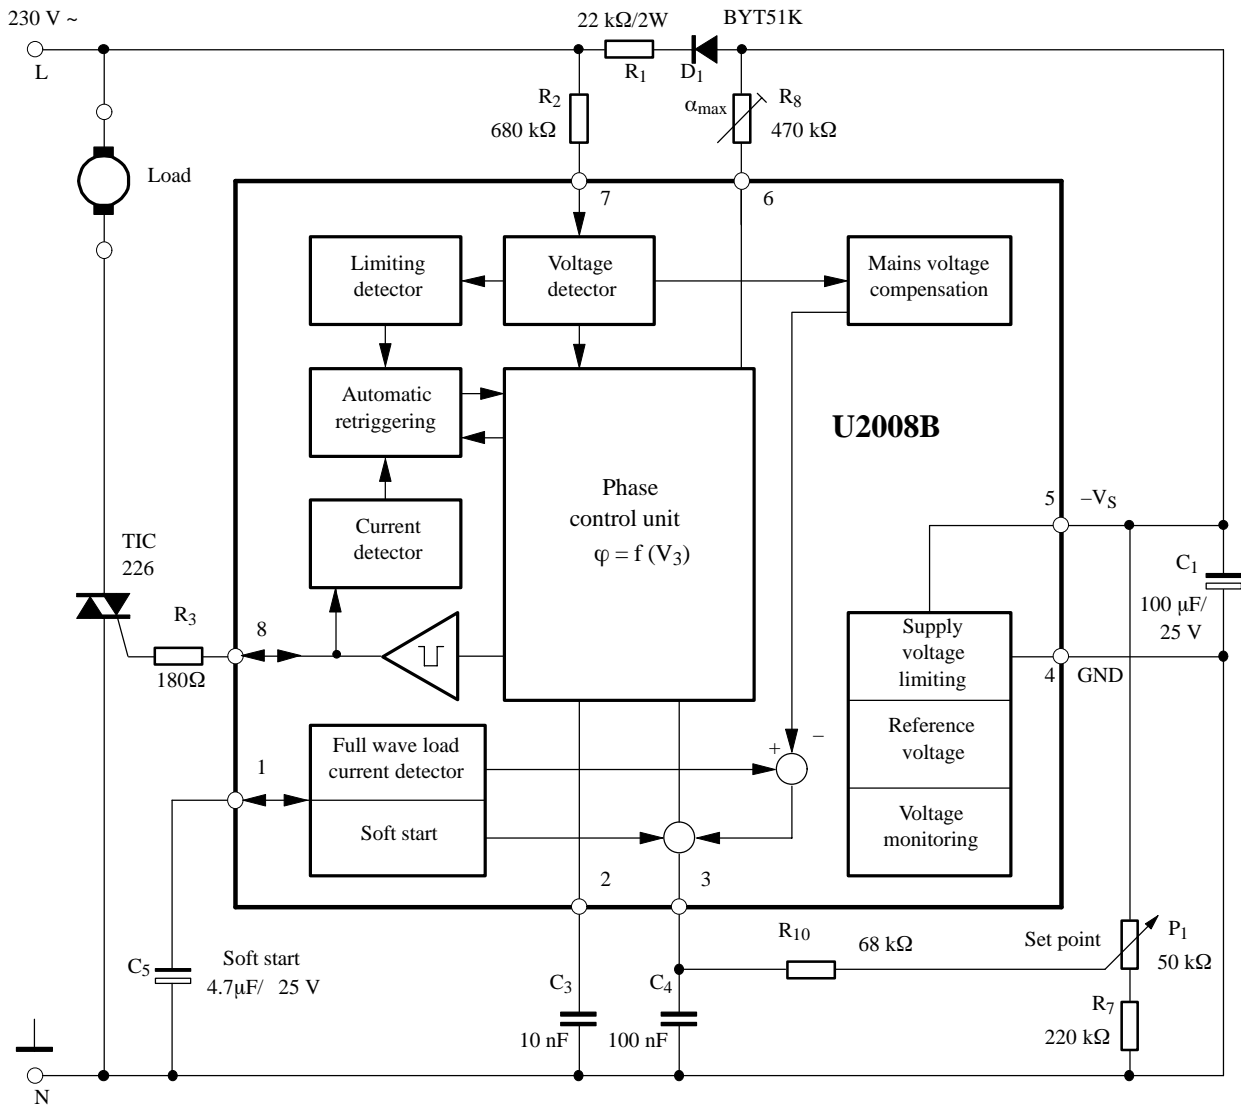 230 V ~
22 kΩ/2W
BYT51K
L
R1
D1
R2
680 kΩ
αmax
R8
470 kΩ
Load
7
6
Limiting
detector
Voltage
detector
Mains voltage
compensation
Automatic
retriggering
U2008B
Phase
control unit
φ = f (V3)
5
–VS
Current
detector
TIC
226
C1
100 μF/
25 V
R3
180Ω
8
Supply
voltage
limiting
4
GND
Reference
voltage
Voltage
monitoring
1
Full wave load
current detector
Soft start
+
–
2
3
R10
68 kΩ
Set point
P1
50 kΩ
C5
Soft start
4.7μF/ 25 V
C3
10 nF
C4
100 nF
R7
220 kΩ
N